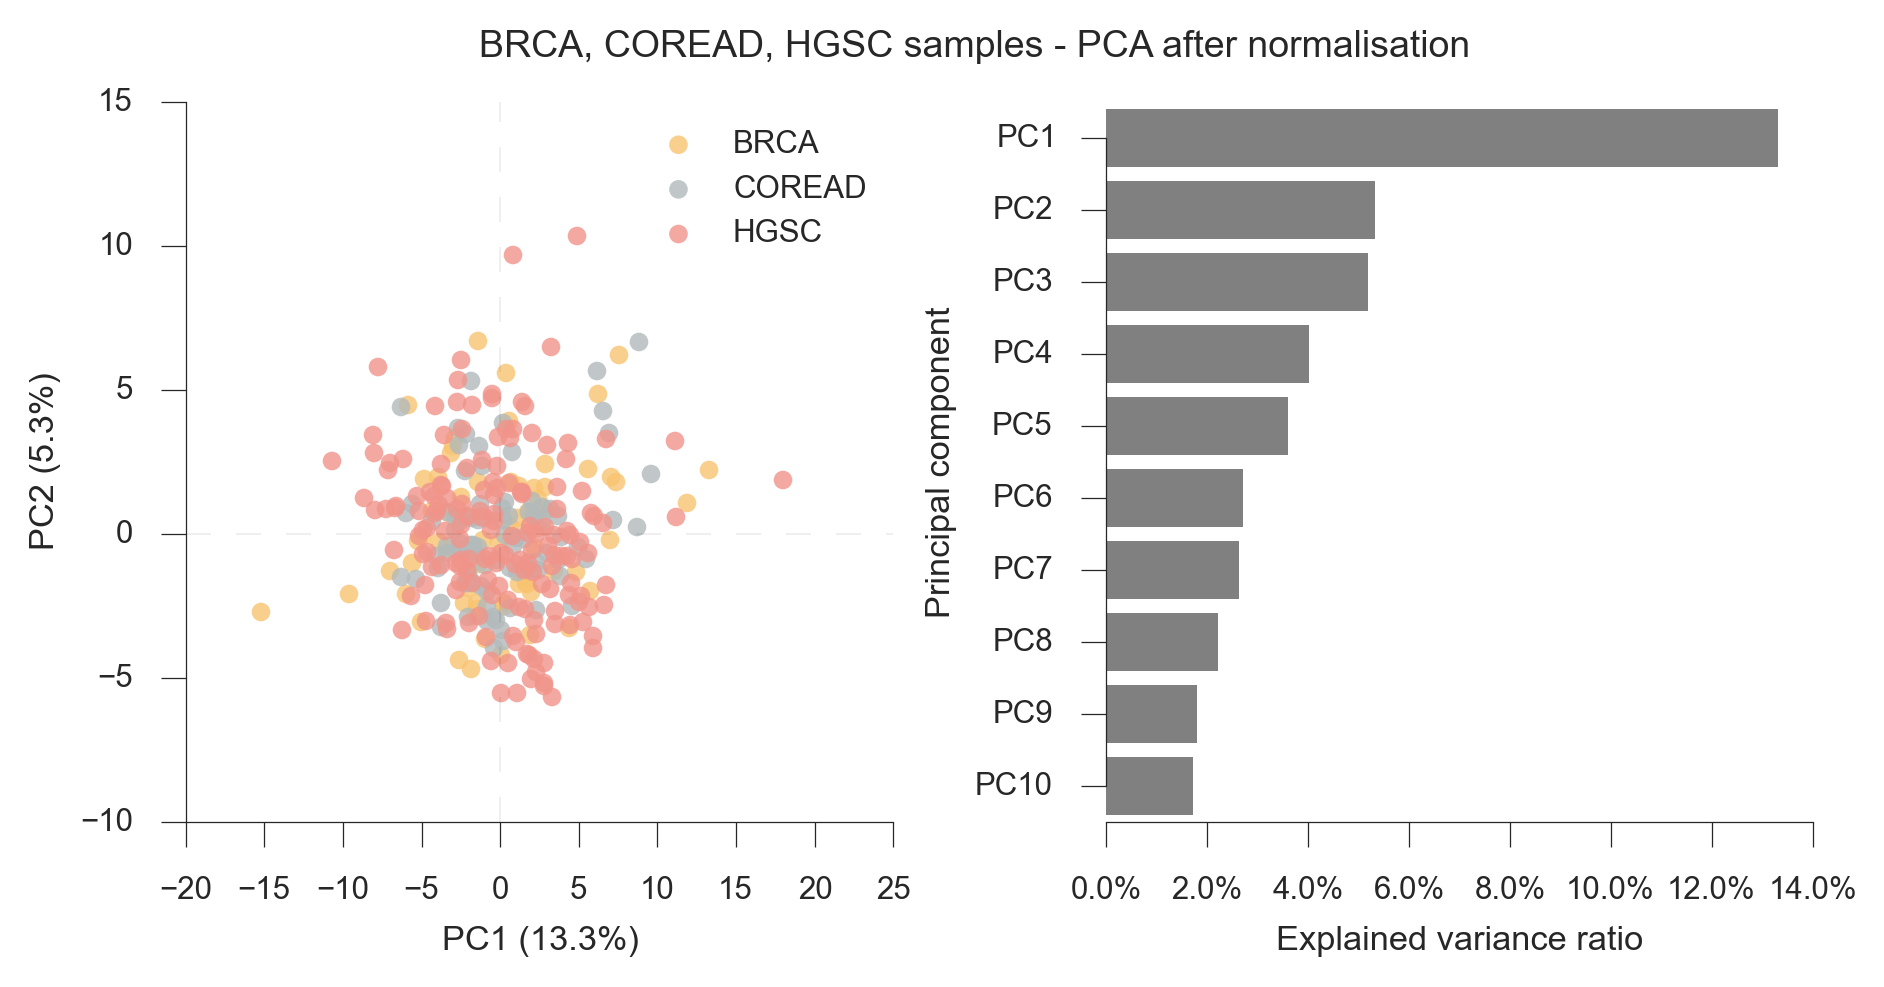 BRCA, COREAD, HGSC samples - PCA after normalisation
15
10
5
0
−5
−10
PC2 (5.3%)
BRCA
COREAD
HGSC
−20 −15 −10 −5 0 5 10 15 20 25
PC1 (13.3%)
Principal component
PC1
PC2
PC3
PC4
PC5
PC6
PC7
PC8
PC9
PC10
0.0% 2.0% 4.0% 6.0% 8.0% 10.0% 12.0% 14.0%
Explained variance ratio